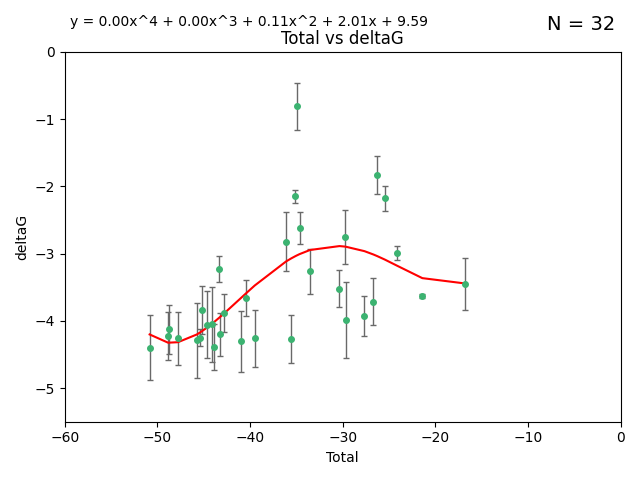 y = 0.00x^4 + 0.00x^3 + 0.11x^2 + 2.01x + 9.59
N = 32
Total vs deltaG
0
−1
−2
−3
−4
−5
deltaG
−60
−50
−40
−30
−20
−10
0
Total